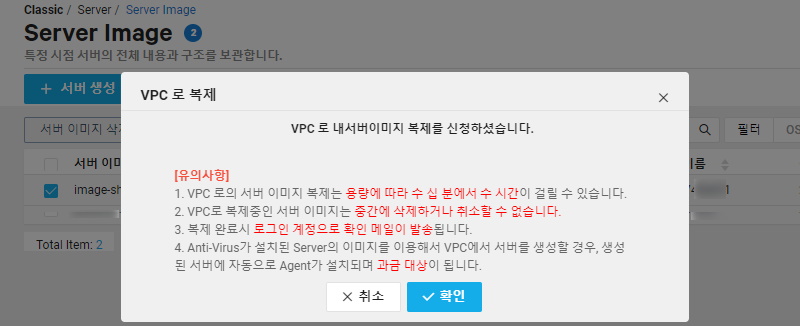 Classic / Server / Server Image
Server Image 2
특정 시점 서버의 전체 내용과 구조를 보관합니다.
+ 서버 생성
VPC 로 복제
VPC 로 내서버이미지 복제를 신청하셨습니다.
서버 이미지 삭제
필터
OS
[유의사항]
서버 이미
이름
1. VPC 로의 서버 이미지 복제는 용량에 따라 수 십 분에서 수 시간이 걸릴 수 있습니다.
image-sh
2. VPC로 복제중인 서버 이미지는 중간에 삭제하거나 취소할 수 없습니다.
3. 복제 완료시 로그인 계정으로 확인 메일이 발송됩니다.
Total Item: 2
4. Anti-Virus가 설치된 Server의 이미지를 이용해서 VPC에서 서버를 생성할 경우, 생성
된 서버에 자동으로 Agent가 설치되며 과금 대상이 됩니다.
취소
확인